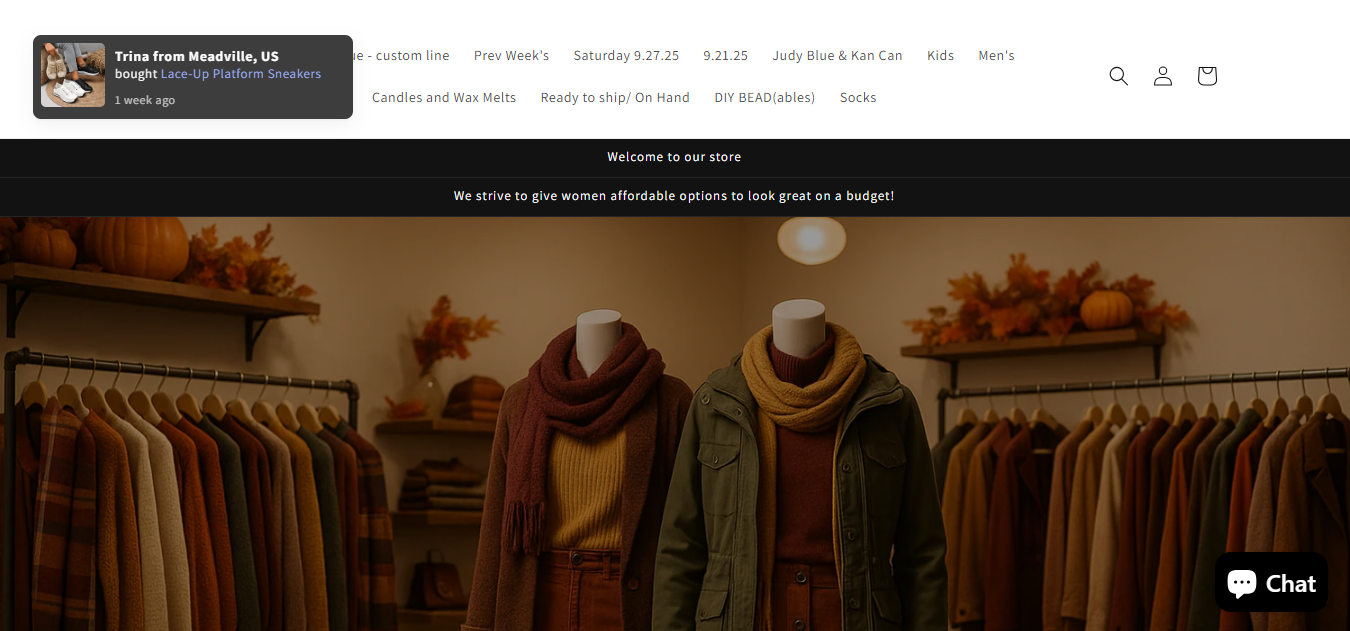 Trina from Meadville, US
bought Lace-Up Platform Sneakers
1 week ago
- custom line
Prev Week's
Saturday 9.27.25
9.21.25
Judy Blue & Kan Can
Kids
Men's
Candles and Wax Melts
Ready to ship/ On Hand
DIY BEAD(ables)
Socks
Welcome to our store
We strive to give women affordable options to look great on a budget!
Chat